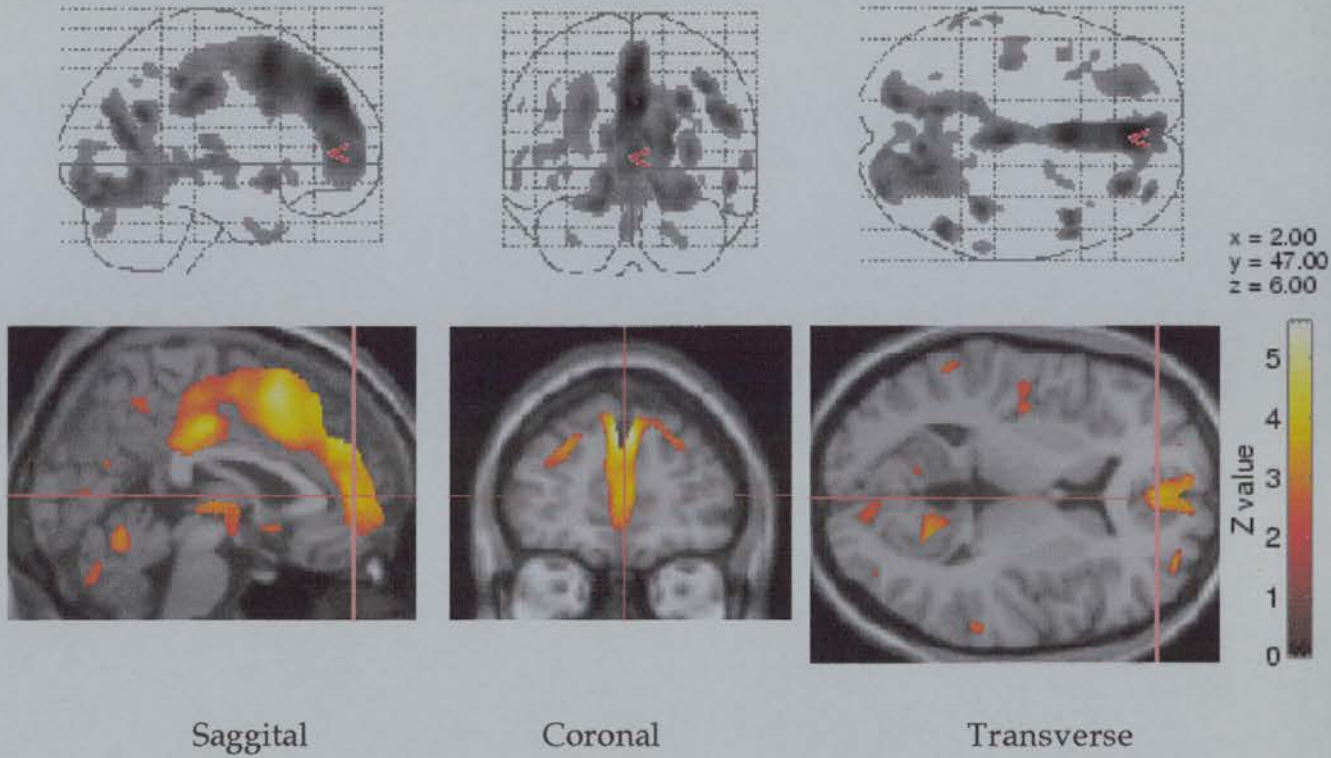 x = 2.00
y = 47.00
z = 6.00
5
4
3
2
1
0
Z value
Saggital
Coronal
Transverse